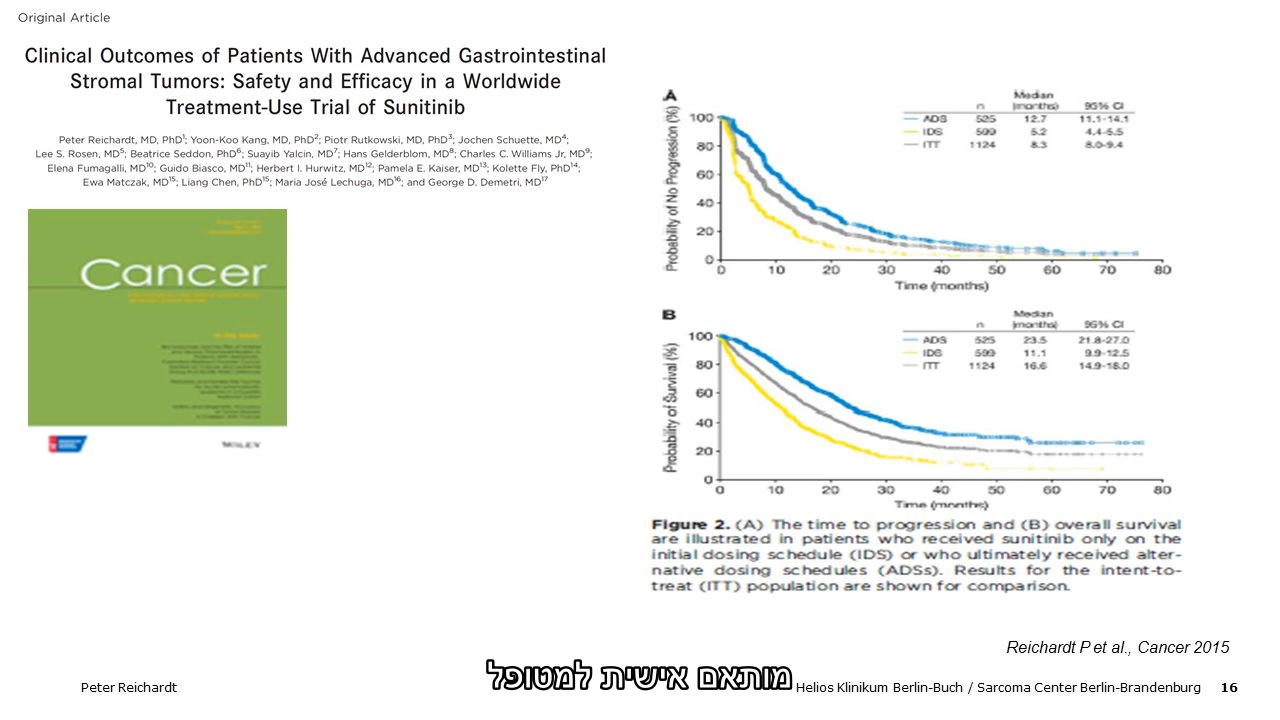 Original Article
Clinical Outcomes of Patients With Advanced Gastrointestinal
Stromal Tumors: Safety and Efficacy in a Worldwide
Treatment-Use Trial of Sunitinib
Peter Reichardt, MD, PhD1; Yoon-Koo Kang, MD, PhD2; Piotr Rutkowski, MD, PhD3; Jochen Schuette, MD4;
Lee S. Rosen, MD5; Beatrice Seddon, PhD6; Suayib Yalcin, MD7; Hans Gelderblom, MD8; Charles C. Williams Jr, MD9;
Elena Fumagalli, MD10; Guido Biasco, MD11; Herbert I. Hurwitz, MD12; Pamela E. Kaiser, MD13; Kolette Fly, PhD14;
Ewa Matczak, MD15; Liang Chen, PhD15; Maria José Lechuga, MD16; and George D. Demetri, MD17
Cancer
WILEY
A
Median
n (months) 95% CI
ADS 525 12.7 11.1-14.1
IDS 599 5.2 4.4-5.5
ITT 1124 8.3 8.0-9.4
Probability of No Progression (%)
100
80
60
40
20
0
0 10 20 30 40 50 60 70 80
Time (months)
B
Median
n (months) 95% CI
ADS 525 23.5 21.8-27.0
IDS 599 11.1 9.9-12.5
ITT 1124 16.6 14.9-18.0
Probability of Survival (%)
100
80
60
40
20
0
0 10 20 30 40 50 60 70 80
Time (months)
Figure 2. (A) The time to progression and (B) overall survival
are illustrated in patients who received sunitinib only on the
initial dosing schedule (IDS) or who ultimately received alter-
native dosing schedules (ADSs). Results for the intent-to-
treat (ITT) population are shown for comparison.
Reichardt P et al., Cancer 2015
מותאם אישית למטופל
Peter Reichardt
Helios Klinikum Berlin-Buch / Sarcoma Center Berlin-Brandenburg 16